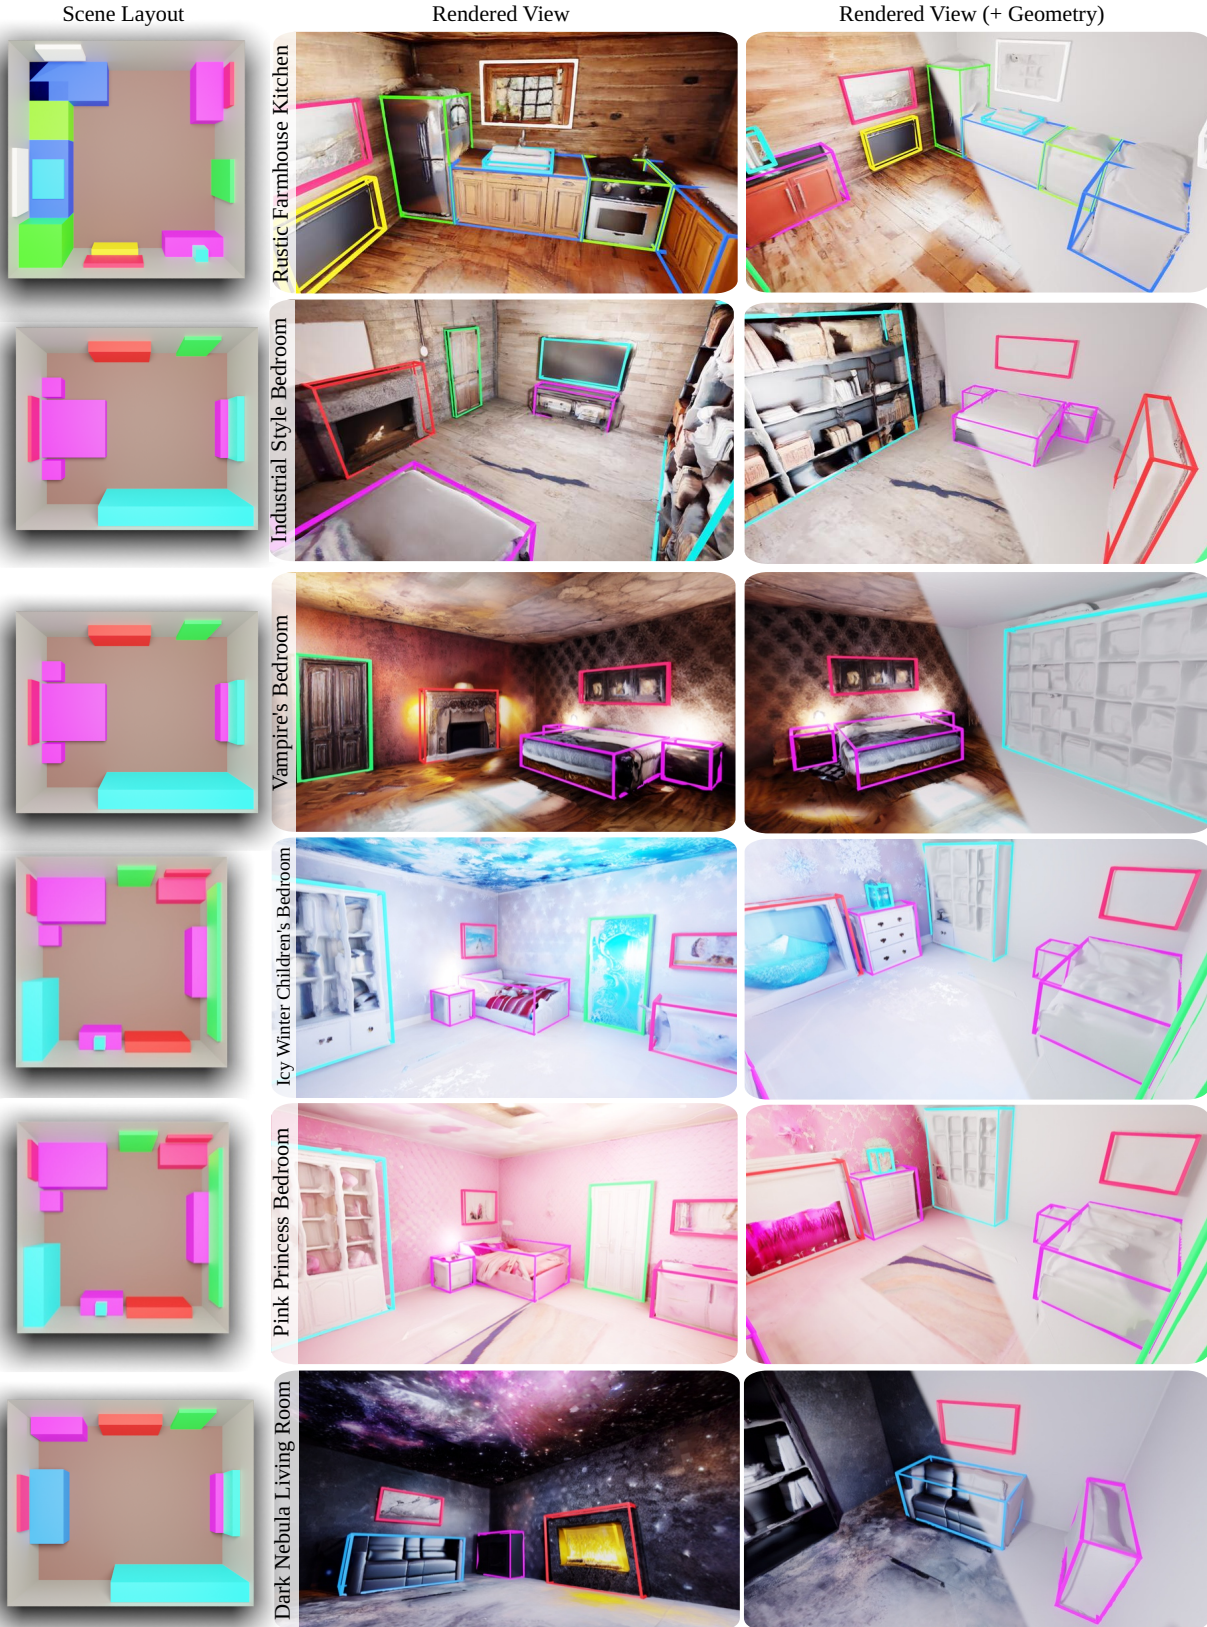 Scene Layout
Rendered View
Rendered View (+ Geometry)
Rustic Farmhouse Kitchen
Industrial Style Bedroom
Vampire's Bedroom
Icy Winter Children's Bedroom
Pink Princess Bedroom
Dark Nebula Living Room